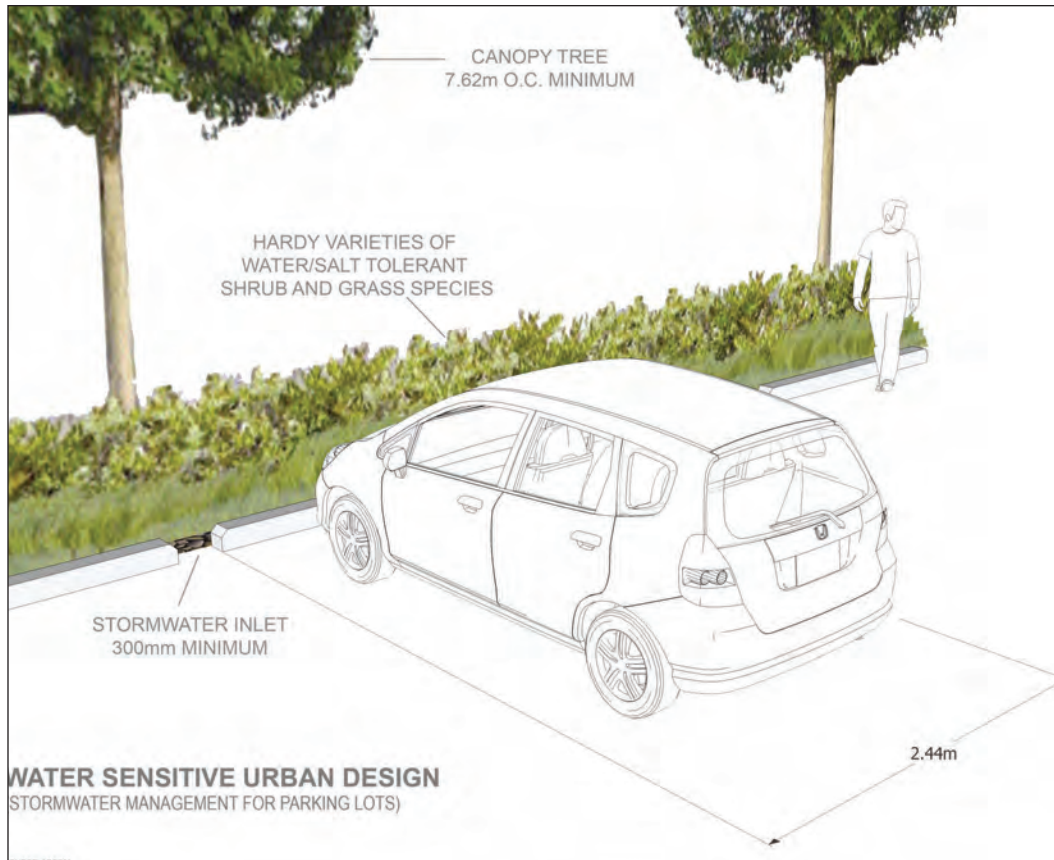 CANOPY TREE
7.62m O.C. MINIMUM
HARDY VARIETIES OF
WATER/SALT TOLERANT
SHRUB AND GRASS SPECIES
STORMWATER INLET
300mm MINIMUM
2.44m
WATER SENSITIVE URBAN DESIGN
(STORMWATER MANAGEMENT FOR PARKING LOTS)